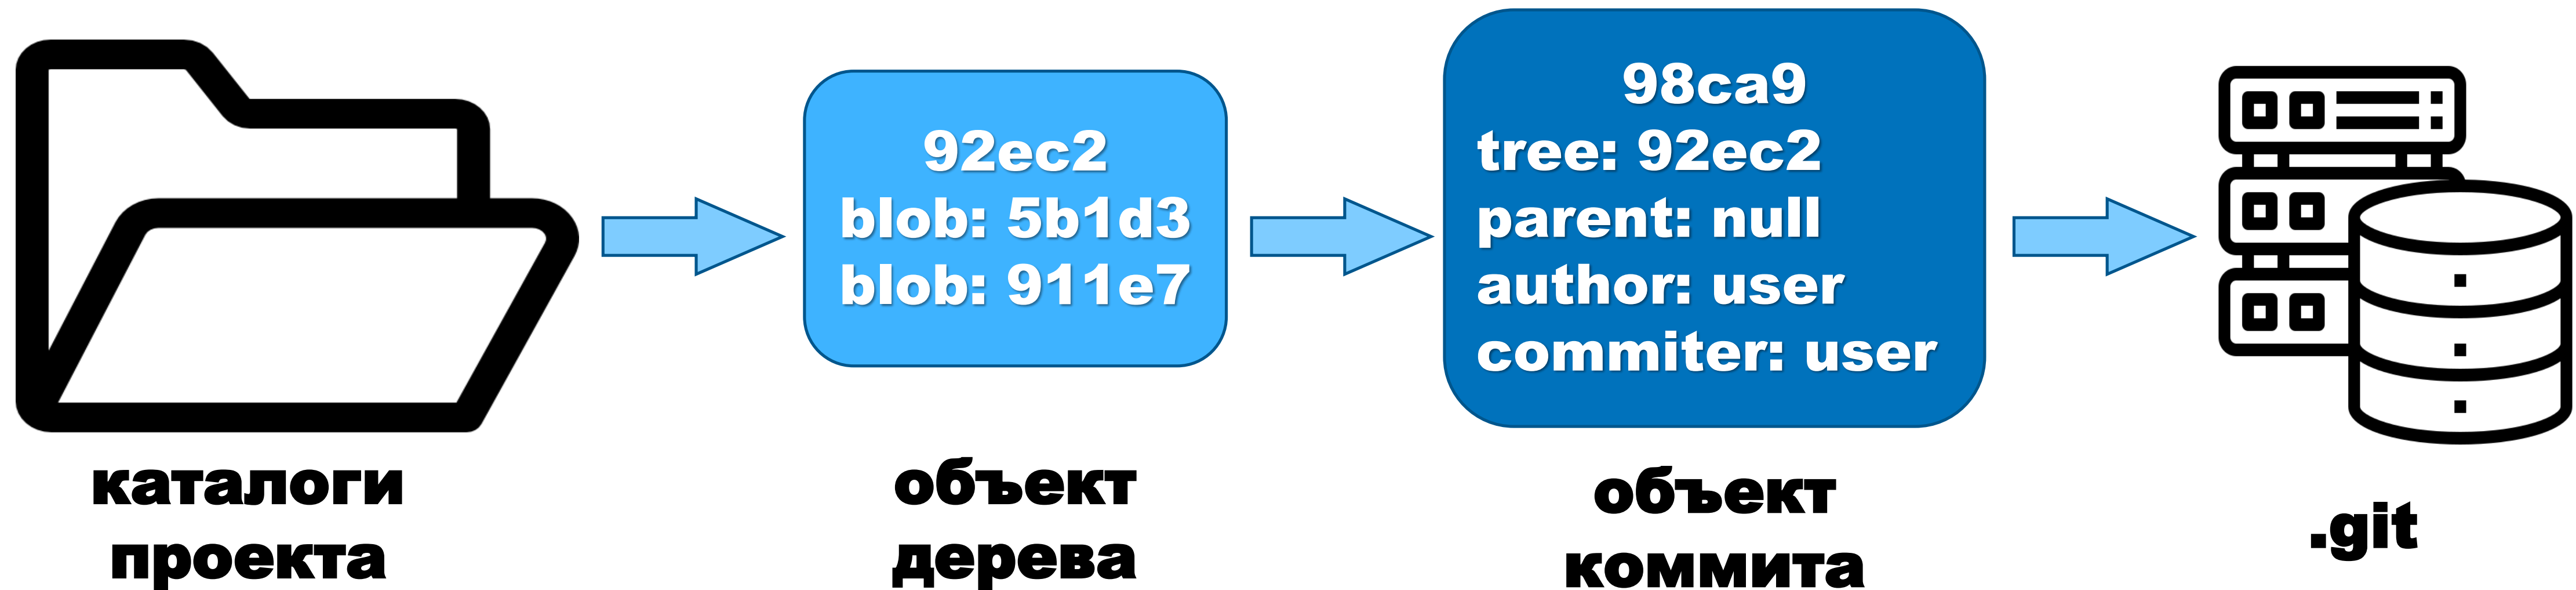 92ec2
blob: 5b1d3
blob: 911e7
98ca9
tree: 92ec2
parent: null
author: user
commiter: user
каталоги
проекта
объект
дерева
объект
коммита
.git